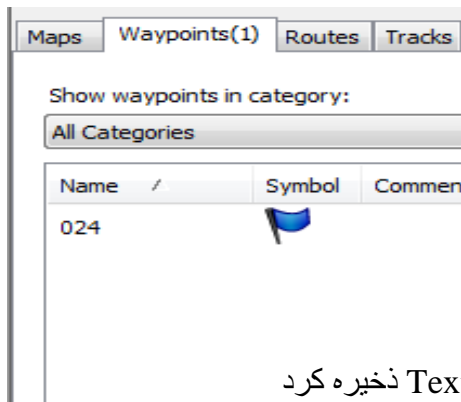 Maps Waypoints(1) Routes Tracks
Show waypoints in category:
All Categories
Name Symbol Commen
024
Tex ذخیره کرد